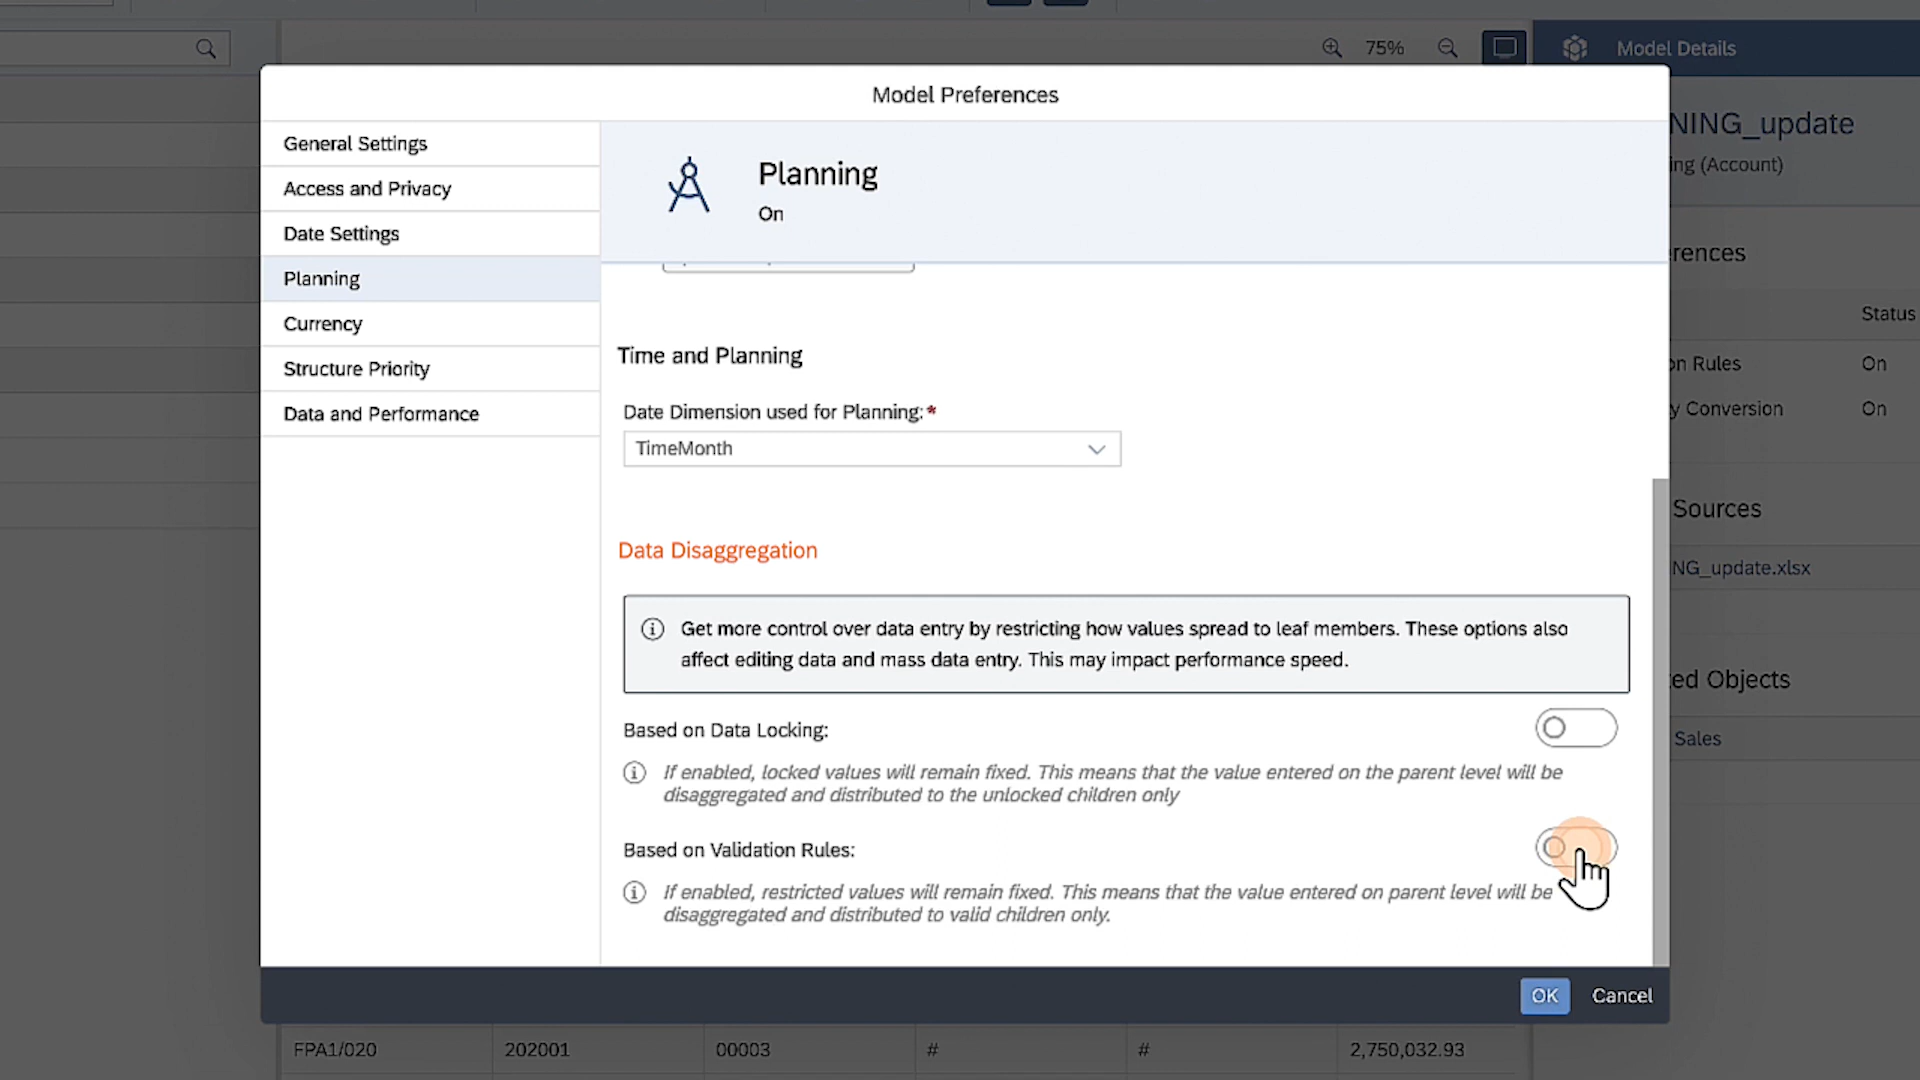 75%
Model Details
Model Preferences
NING_update
ing (Account)
General Settings
Access and Privacy
Date Settings
Planning
Currency
Structure Priority
Data and Performance
Planning
On
Time and Planning
Date Dimension used for Planning:*
TimeMonth
Data Disaggregation
Get more control over data entry by restricting how values spread to leaf members. These options also
affect editing data and mass data entry. This may impact performance speed.
Based on Data Locking:
If enabled, locked values will remain fixed. This means that the value entered on the parent level will be
disaggregated and distributed to the unlocked children only
Based on Validation Rules:
If enabled, restricted values will remain fixed. This means that the value entered on parent level will be
disaggregated and distributed to valid children only.
OK Cancel
rences
Status
on Rules On
y Conversion On
Sources
NG_update.xlsx
ted Objects
Sales
FPA1/020 202001 00003 # # 2,750,032.93